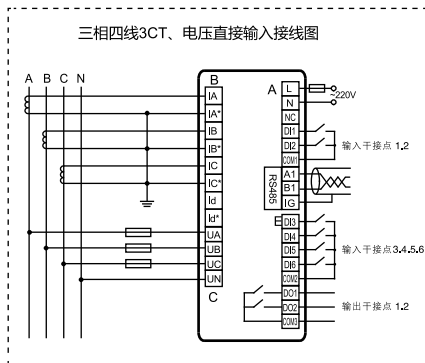 三相四线3CT、电压直接输入接线图
A B C N
B
IA
IA*
IB
IB*
IC
IC*
Id
Id*
UA
UB
UC
UN
C
A
L
N
NC
DI1
DI2
COM1
A1
B1
IG
RS485
E
DI3
DI4
DI5
DI6
COM2
DO1
DO2
COM3
~220V
输入干接点 1.2
输入干接点3.4.5.6
输出干接点 1.2